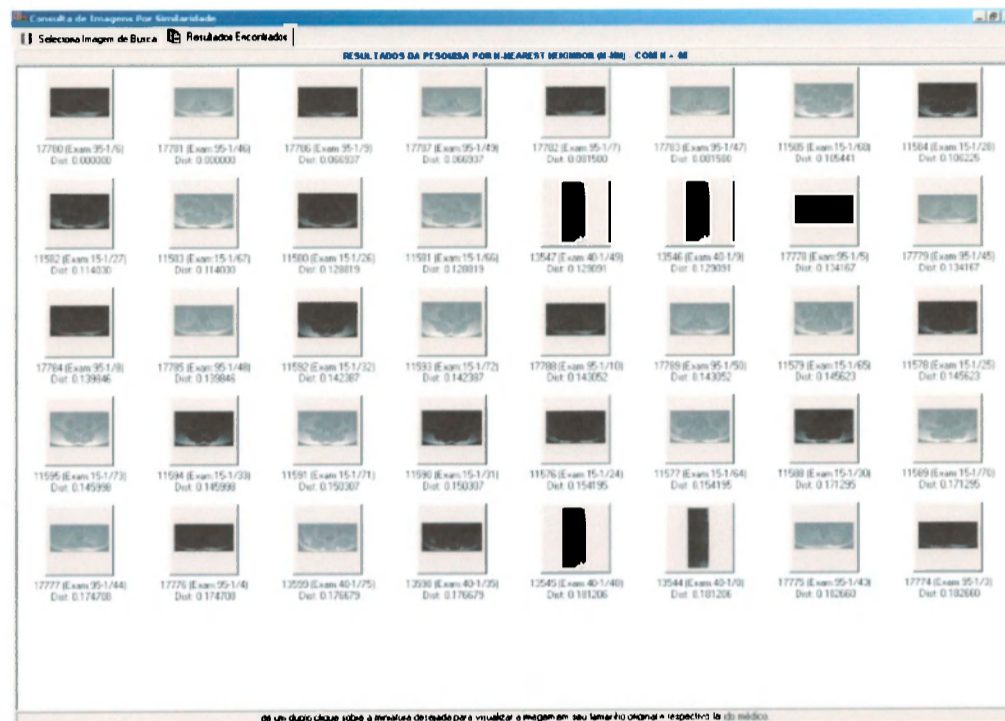 Consulta de Imagens Por Similaridade
Seleciona Imagem de Busca Resultados Encontrados
RESULTADOS DA PESQUISA POR N-NEAREST NEIGHBOR (N-NN) COM N = 40
17780 (Exam:95-1/6) 17781 (Exam:95-1/46) 17786 (Exam:95-1/9) 17787 (Exam:95-1/49) 17782 (Exam:95-1/7) 17783 (Exam:95-1/47) 11585 (Exam:15-1/68) 11584 (Exam:15-1/28)
Dist: 0.000000 Dist: 0.000000 Dist: 0.066937 Dist: 0.066937 Dist: 0.081580 Dist: 0.081580 Dist: 0.105441 Dist: 0.106225
11582 (Exam:15-1/27) 11583 (Exam:15-1/67) 11580 (Exam:15-1/26) 11581 (Exam:15-1/66) 13547 (Exam:40-1/49) 13546 (Exam:40-1/9) 17778 (Exam:95-1/5) 17779 (Exam:95-1/45)
Dist: 0.114030 Dist: 0.114030 Dist: 0.128819 Dist: 0.128819 Dist: 0.129091 Dist: 0.129091 Dist: 0.134167 Dist: 0.134167
17784 (Exam:95-1/8) 17785 (Exam:95-1/48) 11592 (Exam:15-1/32) 11593 (Exam:15-1/72) 17788 (Exam:95-1/10) 17789 (Exam:95-1/50) 11579 (Exam:15-1/65) 11578 (Exam:15-1/25)
Dist: 0.139846 Dist: 0.139846 Dist: 0.142387 Dist: 0.142387 Dist: 0.143052 Dist: 0.143052 Dist: 0.145623 Dist: 0.145623
11595 (Exam:15-1/73) 11594 (Exam:15-1/33) 11591 (Exam:15-1/71) 11590 (Exam:15-1/31) 11576 (Exam:15-1/24) 11577 (Exam:15-1/64) 11588 (Exam:15-1/30) 11589 (Exam:15-1/70)
Dist: 0.145998 Dist: 0.145998 Dist: 0.150307 Dist: 0.150307 Dist: 0.154195 Dist: 0.154195 Dist: 0.171295 Dist: 0.171295
17777 (Exam:95-1/44) 17776 (Exam:95-1/4) 13599 (Exam:40-1/75) 13598 (Exam:40-1/35) 13545 (Exam:40-1/48) 13544 (Exam:40-1/8) 17775 (Exam:95-1/43) 17774 (Exam:95-1/3)
Dist: 0.174708 Dist: 0.174708 Dist: 0.176679 Dist: 0.176679 Dist: 0.181206 Dist: 0.181206 Dist: 0.182660 Dist: 0.182660
dê um duplo clique sobre a miniatura desejada para visualizar a imagem em seu tamanho original e respectivo laudo médico